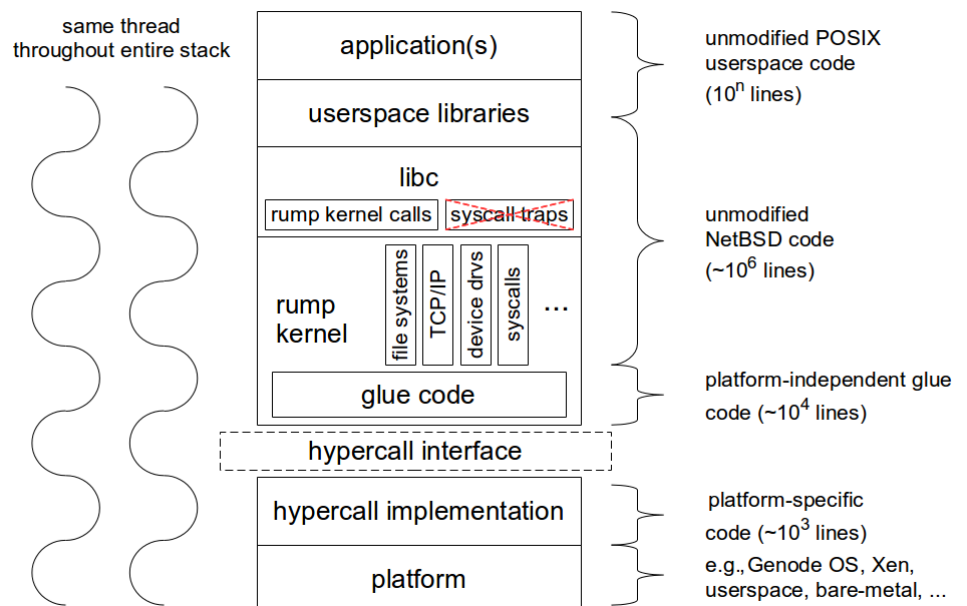 same thread
throughout entire stack
application(s)
userspace libraries
libc
rump kernel calls
syscall traps
rump
kernel
file systems
TCP/IP
device drvs
syscalls
...
glue code
hypercall interface
hypercall implementation
platform
unmodified POSIX
userspace code
(10ⁿ lines)
unmodified
NetBSD code
(~10⁶ lines)
platform-independent glue
code (~10⁴ lines)
platform-specific
code (~10³ lines)
e.g., Genode OS, Xen,
userspace, bare-metal, ...